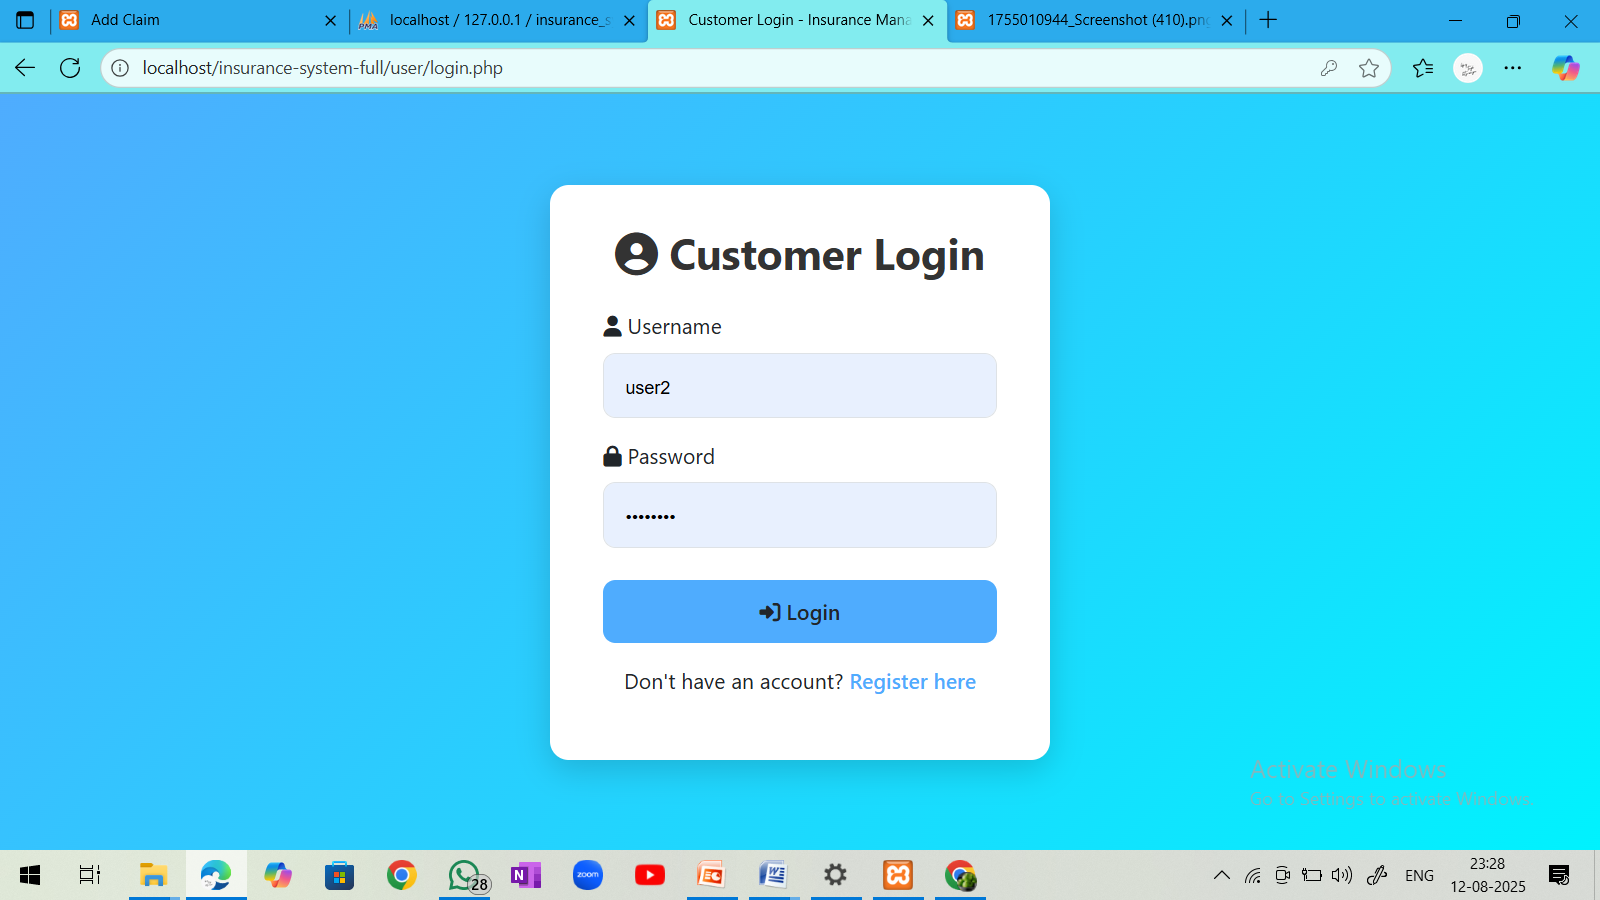 Add Claim
localhost / 127.0.0.1 / insurance_s
Customer Login - Insurance Mana
1755010944_Screenshot (410).png
localhost/insurance-system-full/user/login.php
Customer Login
Username
user2
Password
••••••••
Login
Don't have an account? Register here
Activate Windows
Go to Settings to activate Windows.
28
zoom
ENG
23:28
12-08-2025